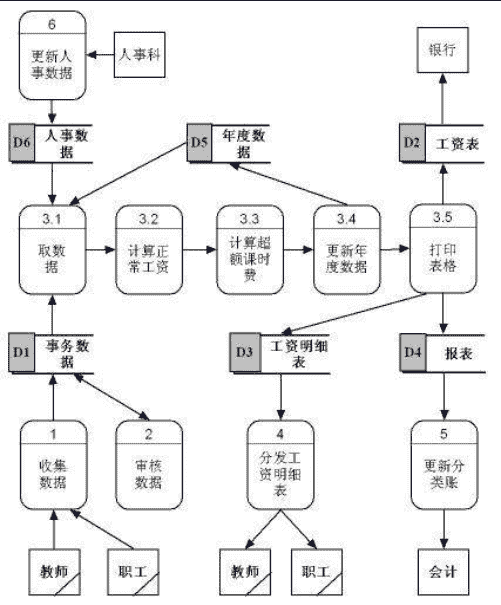 6
更新人
事数据
人事科
银行
D6
人事数
据
D5
年度数
据
D2
工资表
3.1
取数
据
3.2
计算正
常工资
3.3
计算超
额课时
费
3.4
更新年
度数据
3.5
打印
表格
D1
事务数
据
D3
工资明细
表
D4
报表
1
收集
数据
2
审核
数据
4
分发工
资明细
表
5
更新分
类账
教师
职工
教师
职工
会计